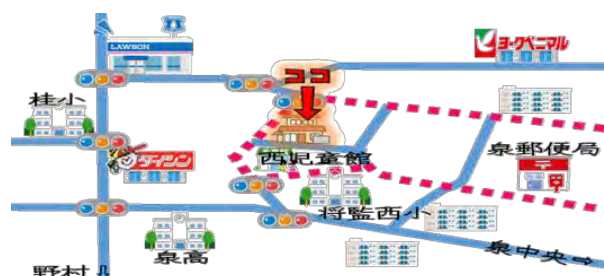 LAWSON
ヨークベニマル
ココ
桂小
ダイシン
西児童館
泉郵便局
将監西小
泉高
泉中央⇒
野村⇩